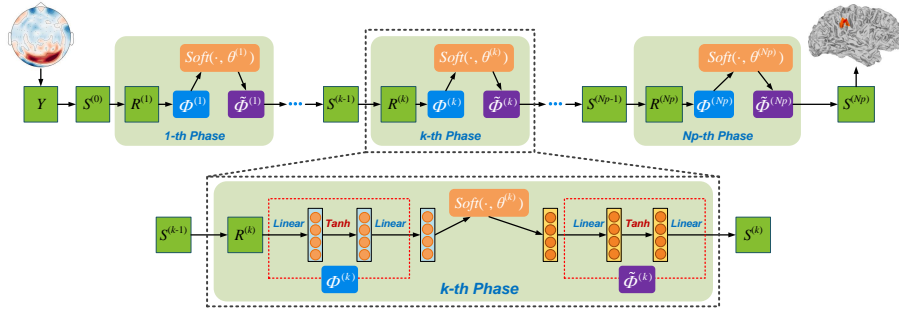 Y
S^(0)
R^(1)
Φ^(1)
Soft(·, θ^(1))
Φ̃^(1)
1-th Phase
...
S^(k-1)
R^(k)
Φ^(k)
Soft(·, θ^(k))
Φ̃^(k)
k-th Phase
...
S^(Np-1)
R^(Np)
Φ^(Np)
Soft(·, θ^(Np))
Φ̃^(Np)
Np-th Phase
S^(Np)
S^(k-1)
R^(k)
Linear
Tanh
Linear
Φ^(k)
Soft(·, θ^(k))
Linear
Tanh
Linear
Φ̃^(k)
k-th Phase
S^(k)